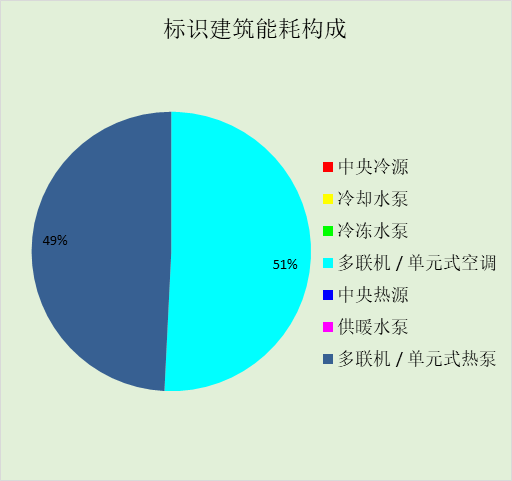 标识建筑能耗构成
中央冷源
冷却水泵
冷冻水泵
多联机 / 单元式空调
中央热源
供暖水泵
多联机 / 单元式热泵
49%
51%